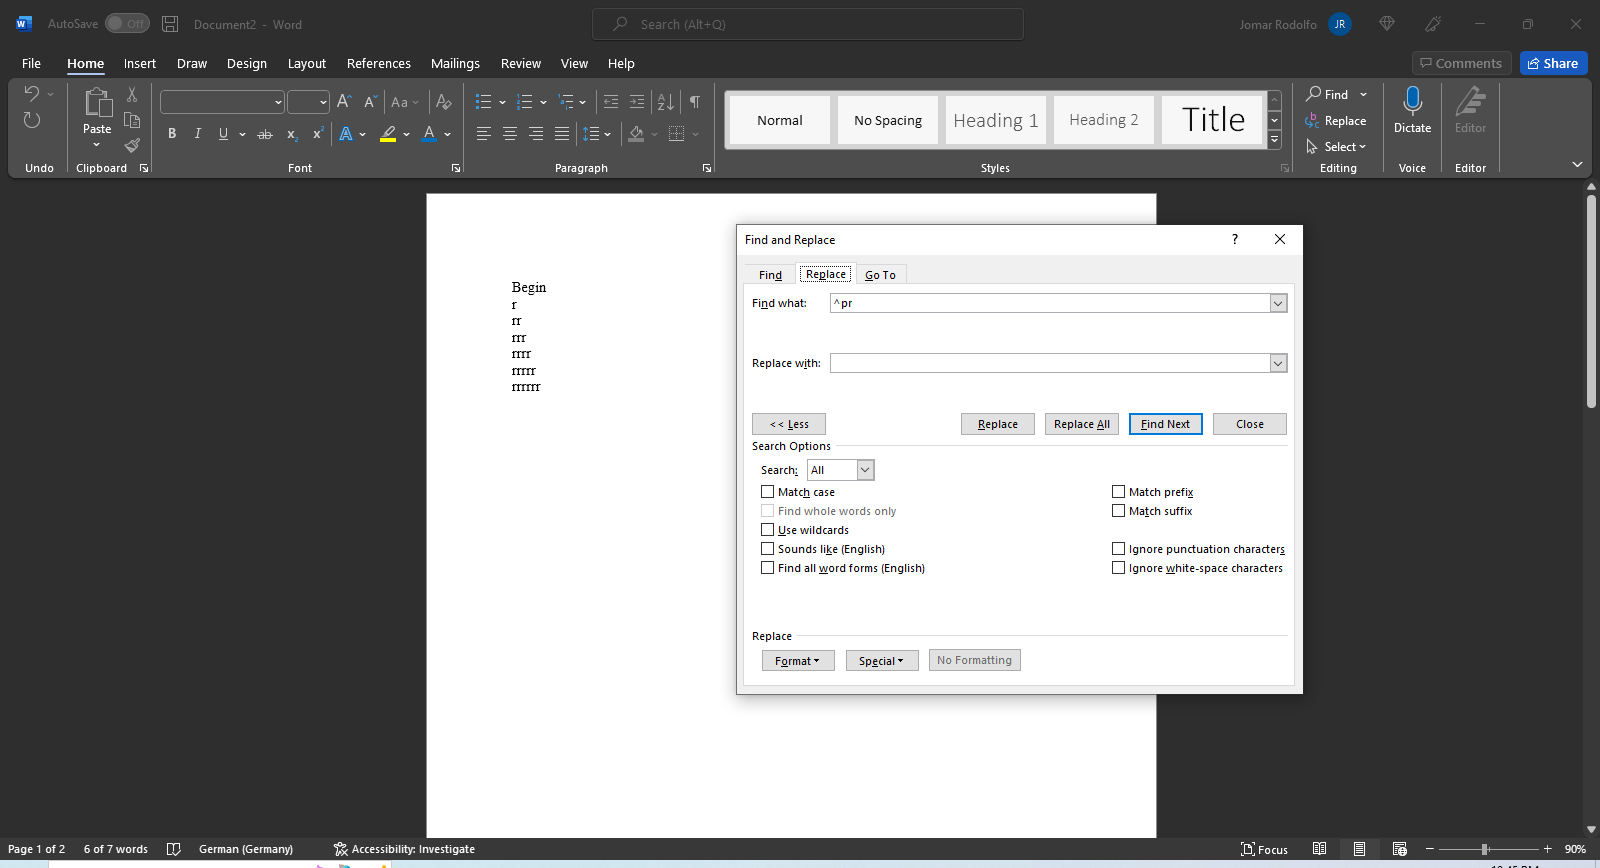 AutoSave Off Document2 - Word Search (Alt+Q) Jomar Rodolfo JR
File Home Insert Draw Design Layout References Mailings Review View Help Comments Share
Paste
B I U ab x₂ x² A A A
Aa
Normal No Spacing Heading 1 Heading 2 Title
Find
Replace
Select
Dictate
Editor
Undo Clipboard Font Paragraph Styles Editing Voice Editor
Begin
r
rr
rrr
rrrr
rrrrr
rrrrrr
Find and Replace ?
Find Replace Go To
Find what: ^pr
Replace with:
<< Less Replace Replace All Find Next Close
Search Options
Search: All
Match case Match prefix
Find whole words only Match suffix
Use wildcards
Sounds like (English) Ignore punctuation characters
Find all word forms (English) Ignore white-space characters
Replace
Format Special No Formatting
Page 1 of 2 6 of 7 words German (Germany) Accessibility: Investigate Focus 90%